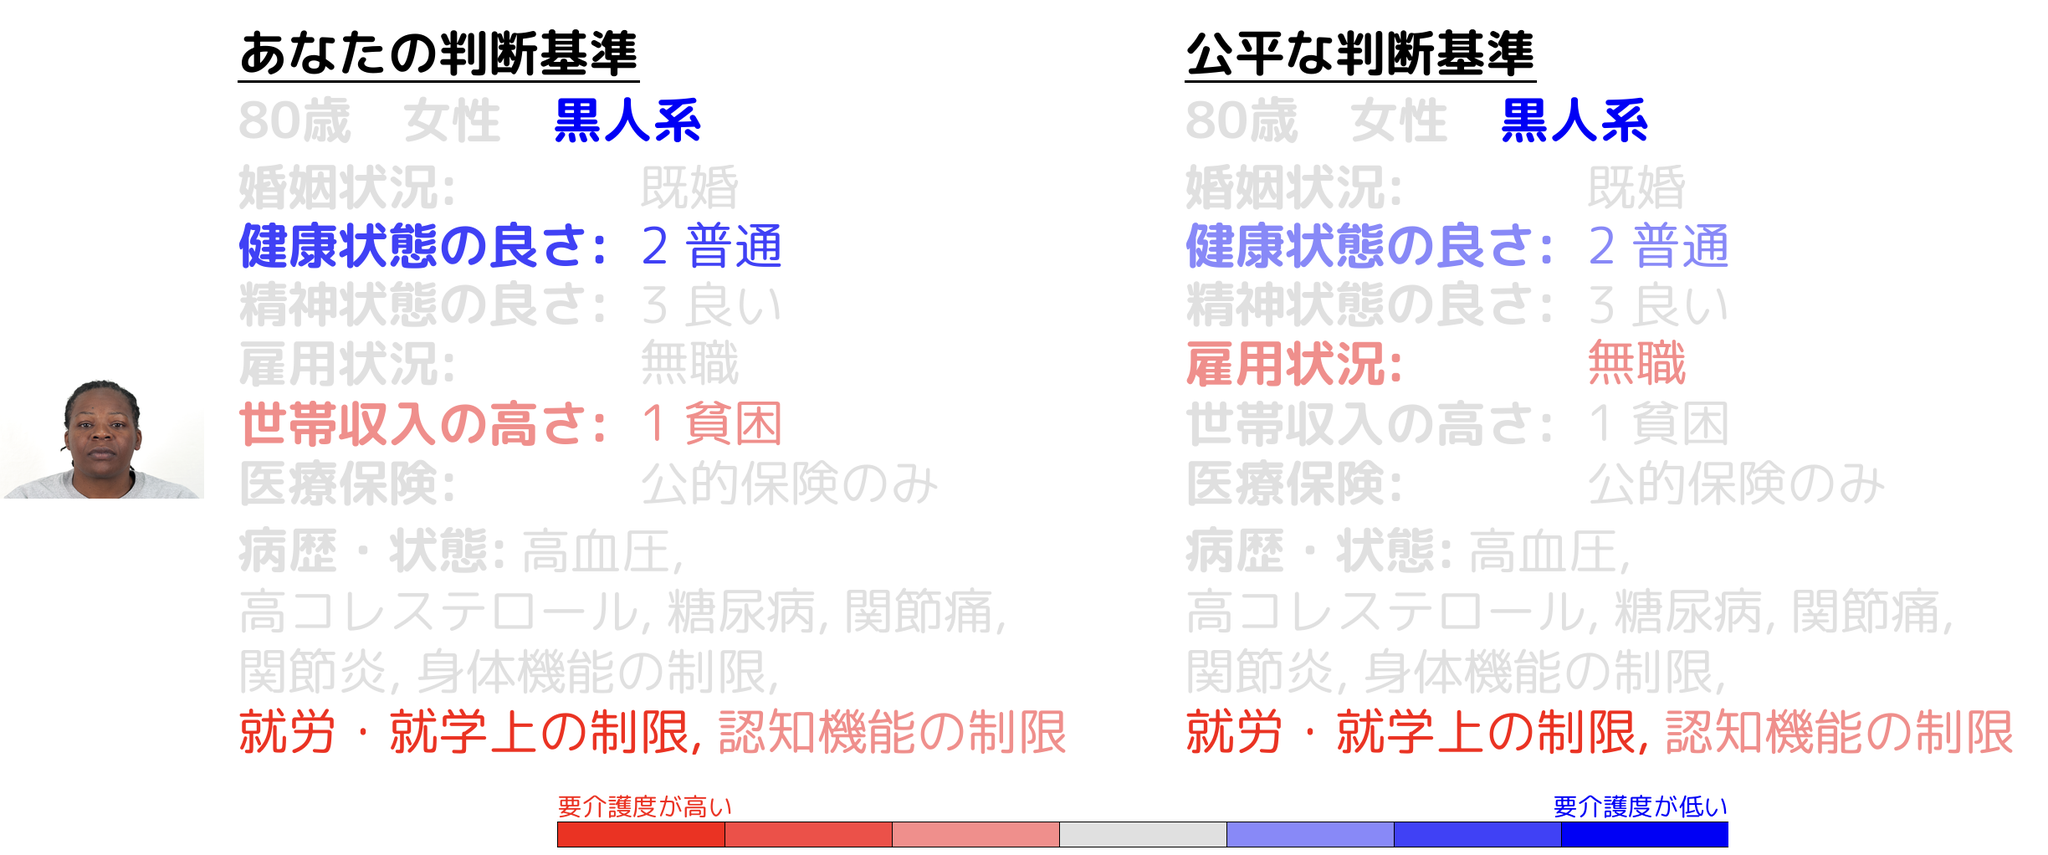 あなたの判断基準
80歳　女性　黒人系
婚姻状況: 既婚
健康状態の良さ: 2 普通
精神状態の良さ: 3 良い
雇用状況: 無職
世帯収入の高さ: 1 貧困
医療保険: 公的保険のみ
病歴・状態: 高血圧,
高コレステロール, 糖尿病, 関節痛,
関節炎, 身体機能の制限,
就労・就学上の制限, 認知機能の制限
公平な判断基準
80歳　女性　黒人系
婚姻状況: 既婚
健康状態の良さ: 2 普通
精神状態の良さ: 3 良い
雇用状況: 無職
世帯収入の高さ: 1 貧困
医療保険: 公的保険のみ
病歴・状態: 高血圧,
高コレステロール, 糖尿病, 関節痛,
関節炎, 身体機能の制限,
就労・就学上の制限, 認知機能の制限
要介護度が高い
要介護度が低い